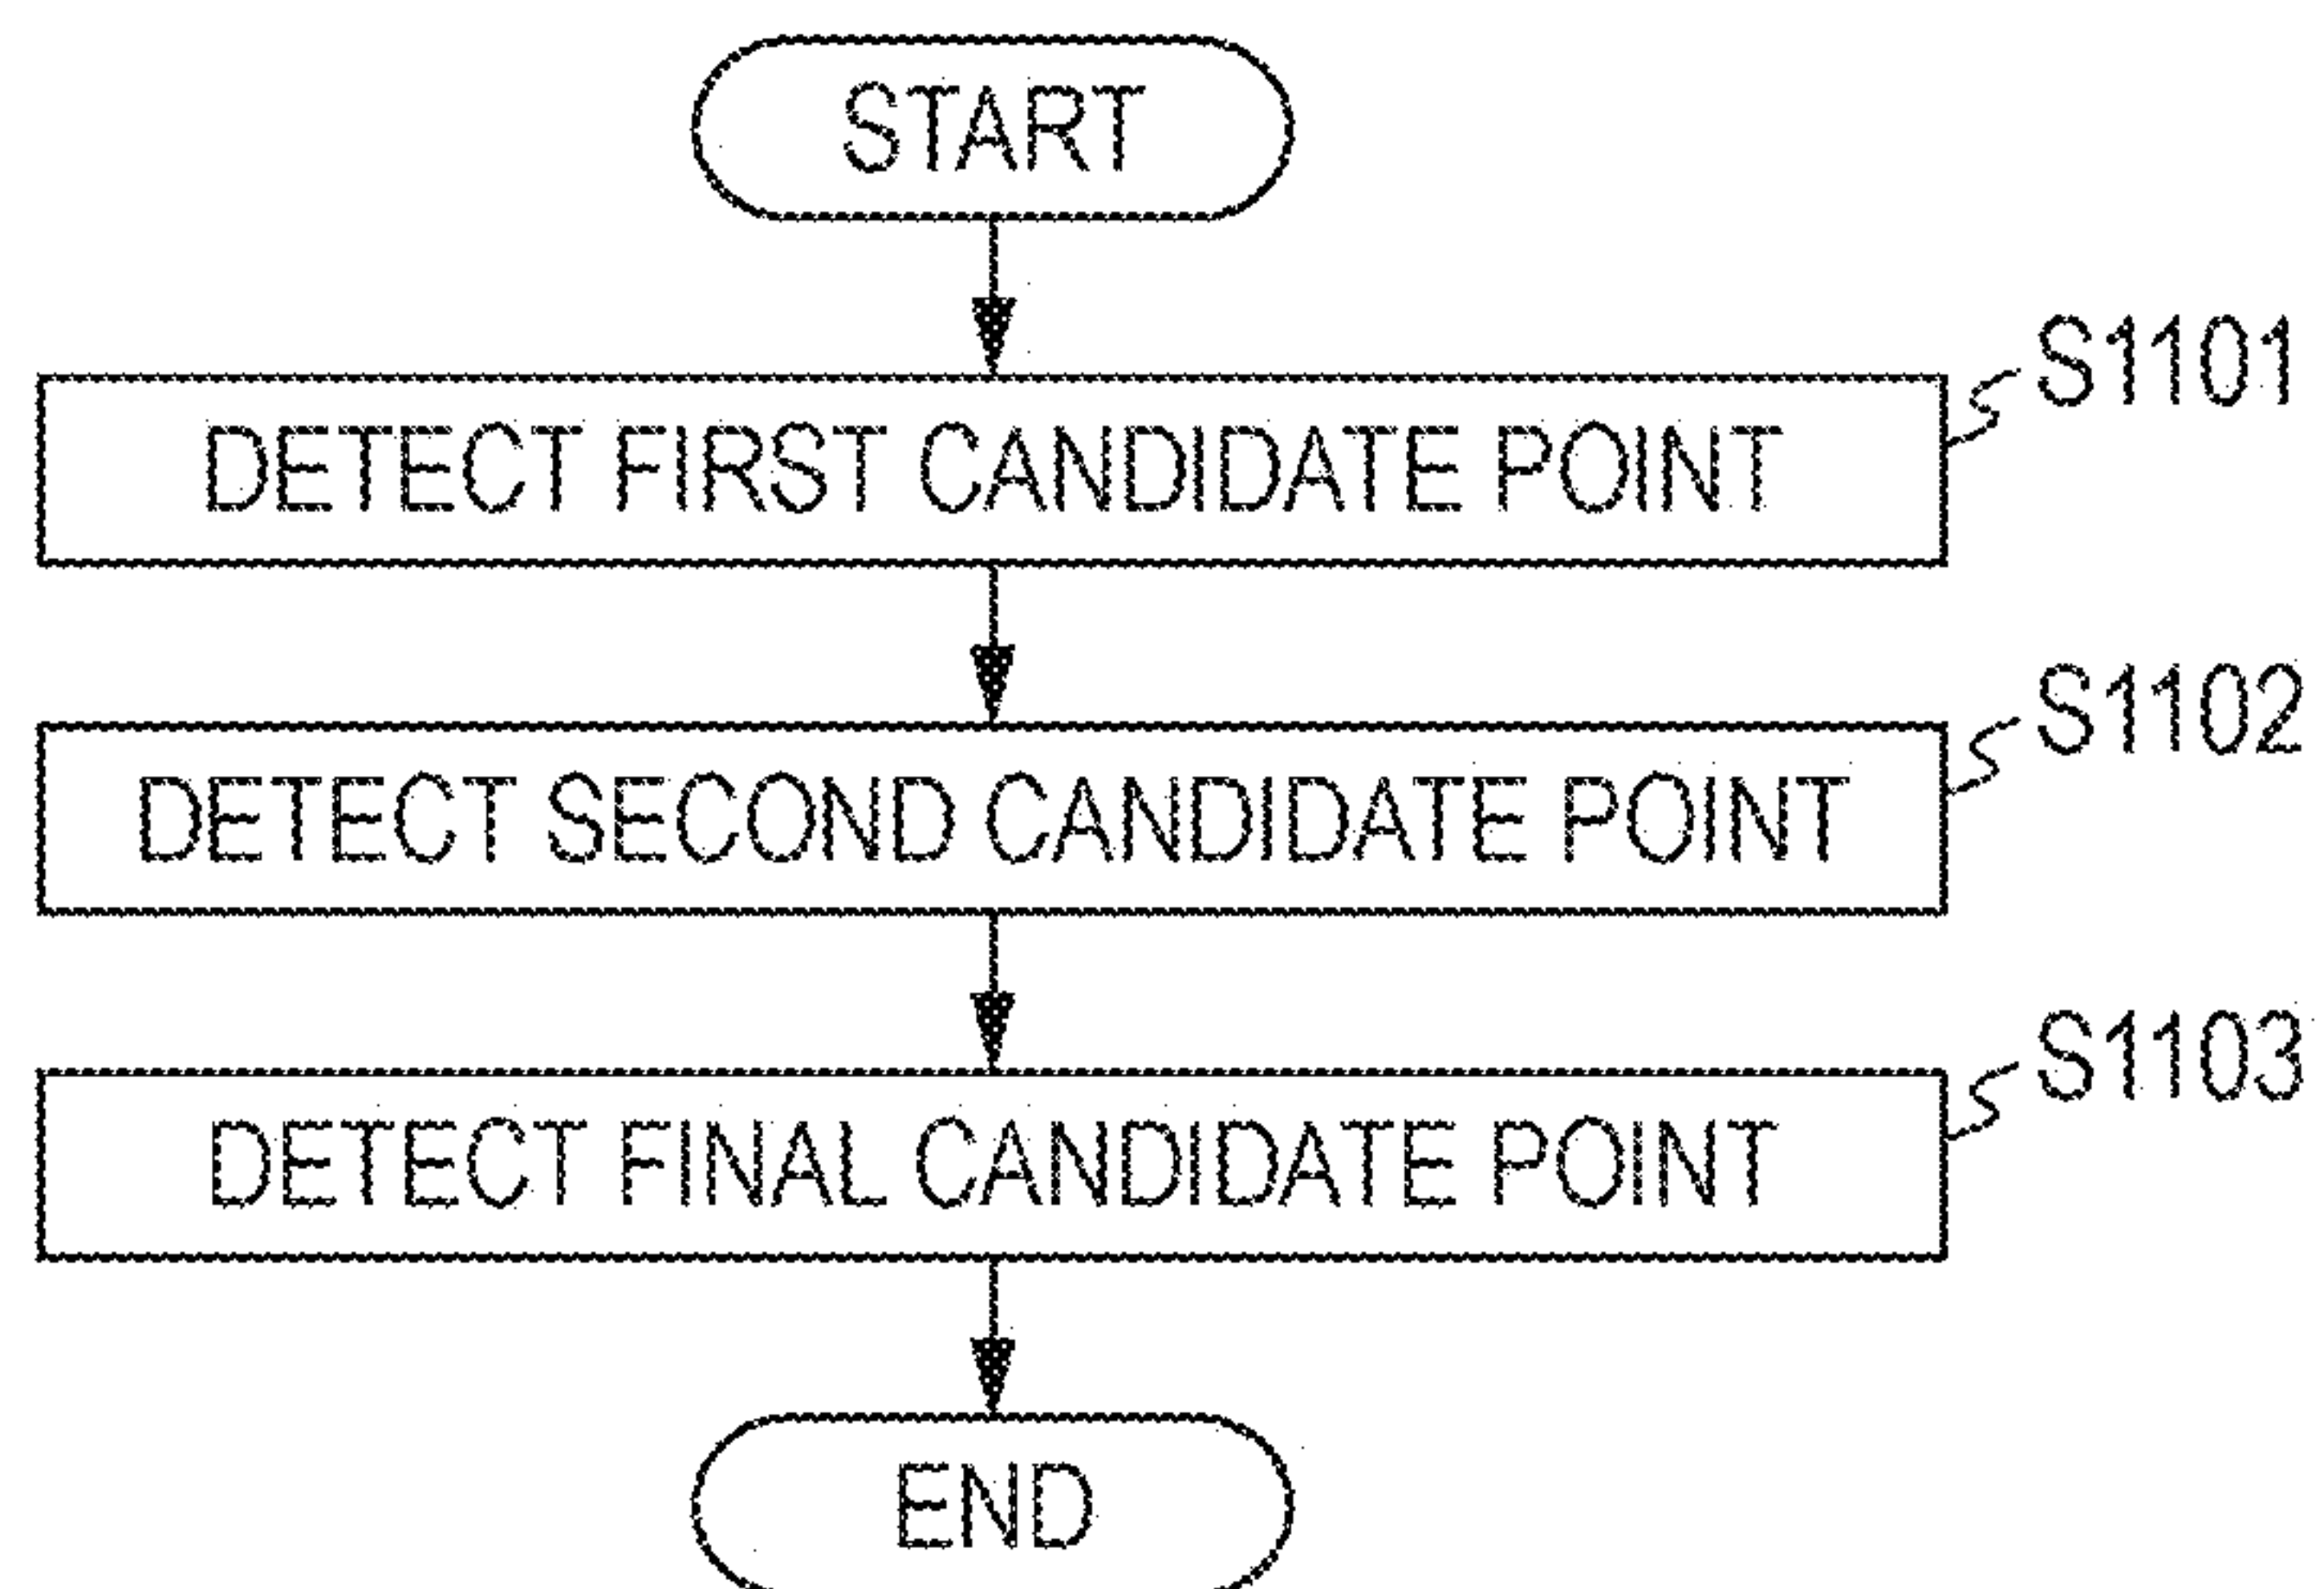 START
S1101
DETECT FIRST CANDIDATE POINT
S1102
DETECT SECOND CANDIDATE POINT
S1103
DETECT FINAL CANDIDATE POINT
END